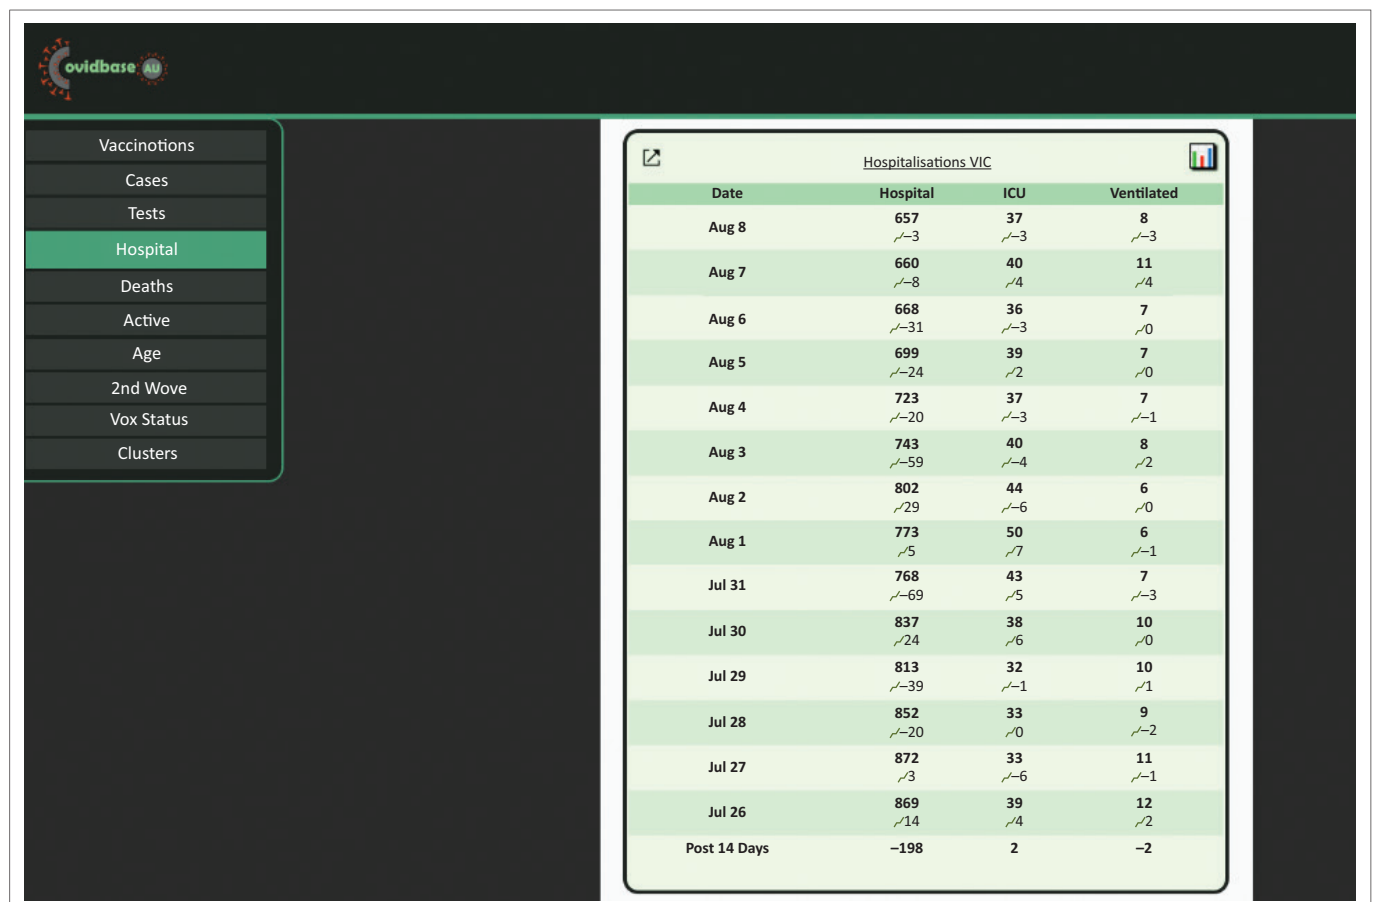 ovidbase AU
Vaccinotions
Cases
Tests
Hospital
Deaths
Active
Age
2nd Wove
Vox Status
Clusters
Hospitalisations VIC
Date Hospital ICU Ventilated
Aug 8 657 37 8
–3 –3 –3
Aug 7 660 40 11
–8 4 4
Aug 6 668 36 7
–31 –3 0
Aug 5 699 39 7
–24 2 0
Aug 4 723 37 7
–20 –3 –1
Aug 3 743 40 8
–59 –4 2
Aug 2 802 44 6
29 –6 0
Aug 1 773 50 6
5 7 –1
Jul 31 768 43 7
–69 5 –3
Jul 30 837 38 10
24 6 0
Jul 29 813 32 10
–39 –1 1
Jul 28 852 33 9
–20 0 –2
Jul 27 872 33 11
3 –6 –1
Jul 26 869 39 12
14 4 2
Post 14 Days –198 2 –2